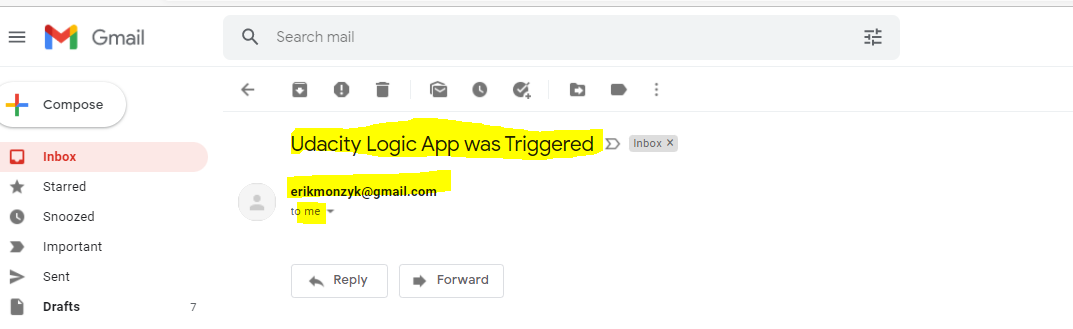 Gmail
Search mail
Compose
Udacity Logic App was Triggered Inbox ×
Inbox
erikmonzyk@gmail.com
Starred
to me
Snoozed
Important
Sent
Reply Forward
Drafts 7